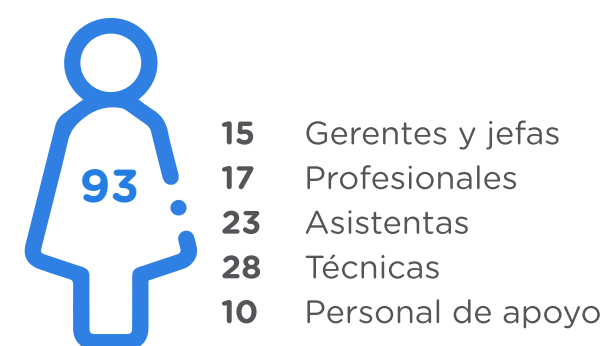 93
15 Gerentes y jefas
17 Profesionales
23 Asistentas
28 Técnicas
10 Personal de apoyo